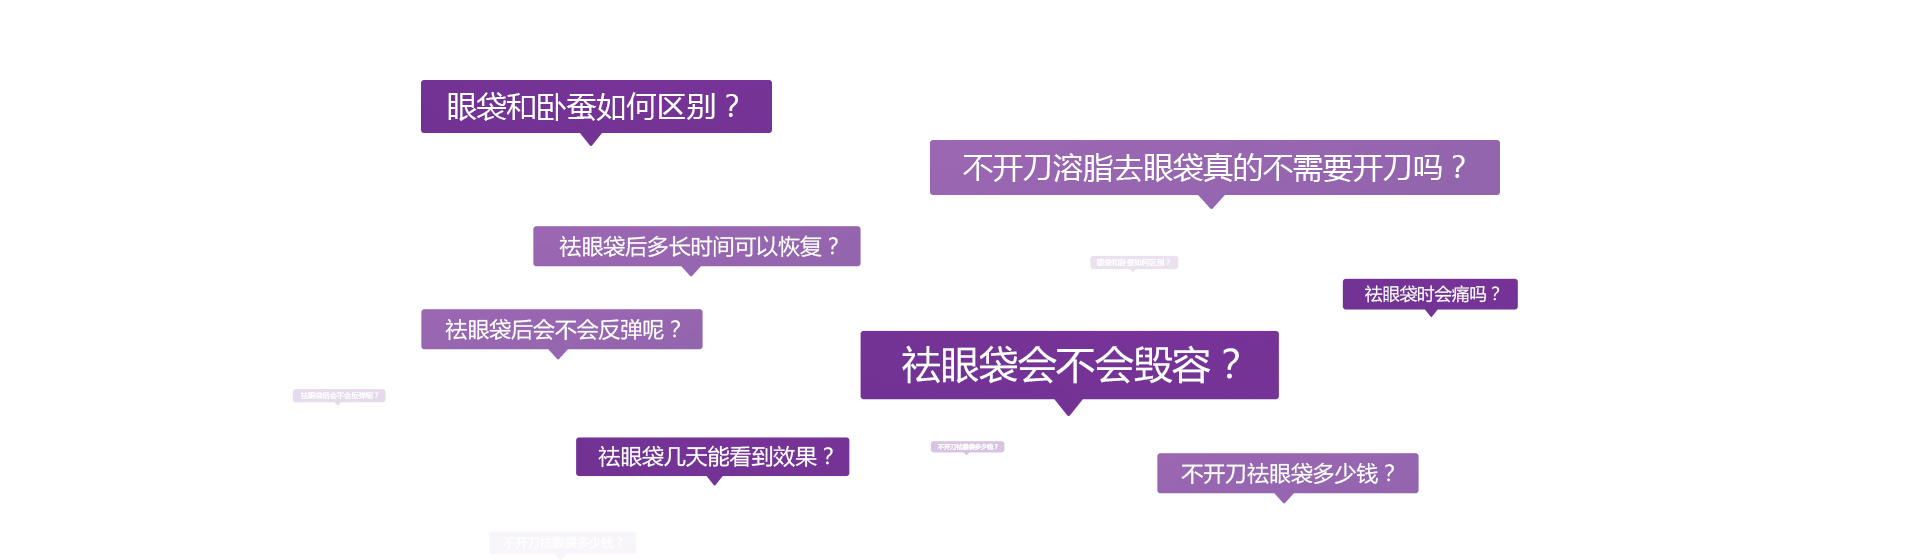 眼袋和卧蚕如何区别？
不开刀溶脂去眼袋真的不需要开刀吗？
祛眼袋后多长时间可以恢复？
眼袋和卧蚕如何区别？
祛眼袋时会痛吗？
祛眼袋后会不会反弹呢？
祛眼袋会不会毁容？
祛眼袋后会不会反弹呢？
祛眼袋几天能看到效果？
不开刀祛眼袋多少钱？
不开刀祛眼袋多少钱？
不开刀祛眼袋多少钱？